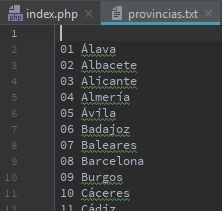 index.php × provincias.txt ×
1
2 01 Álava
3 02 Albacete
4 03 Alicante
5 04 Almería
6 05 Ávila
7 06 Badajoz
8 07 Baleares
9 08 Barcelona
10 09 Burgos
11 10 Cáceres
12 11 Cádiz